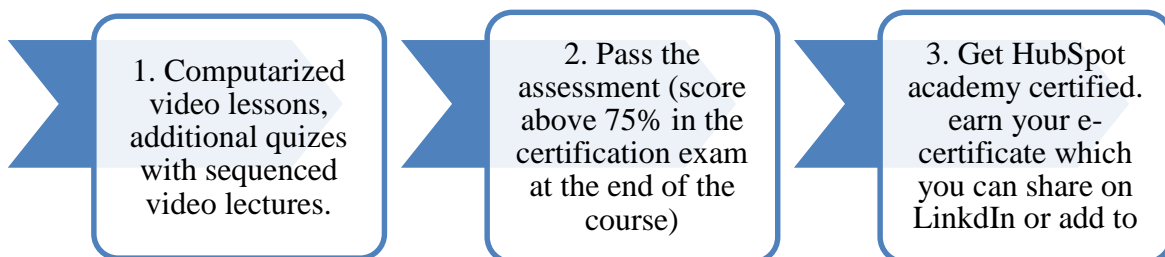 1. Computarized
video lessons,
additional quizes
with sequenced
video lectures.
2. Pass the
assessment (score
above 75% in the
certification exam
at the end of the
course)
3. Get HubSpot
academy certified.
earn your e-
certificate which
you can share on
LinkdIn or add to